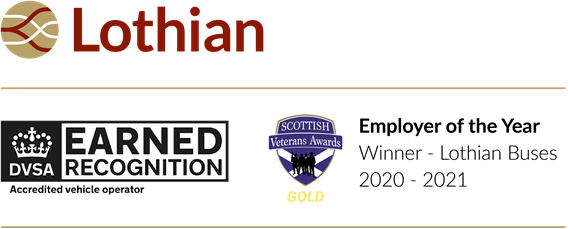 Lothian
DVSA
EARNED
RECOGNITION
Accredited vehicle operator
SCOTTISH
Veterans Awards
GOLD
Employer of the Year
Winner - Lothian Buses
2020 - 2021